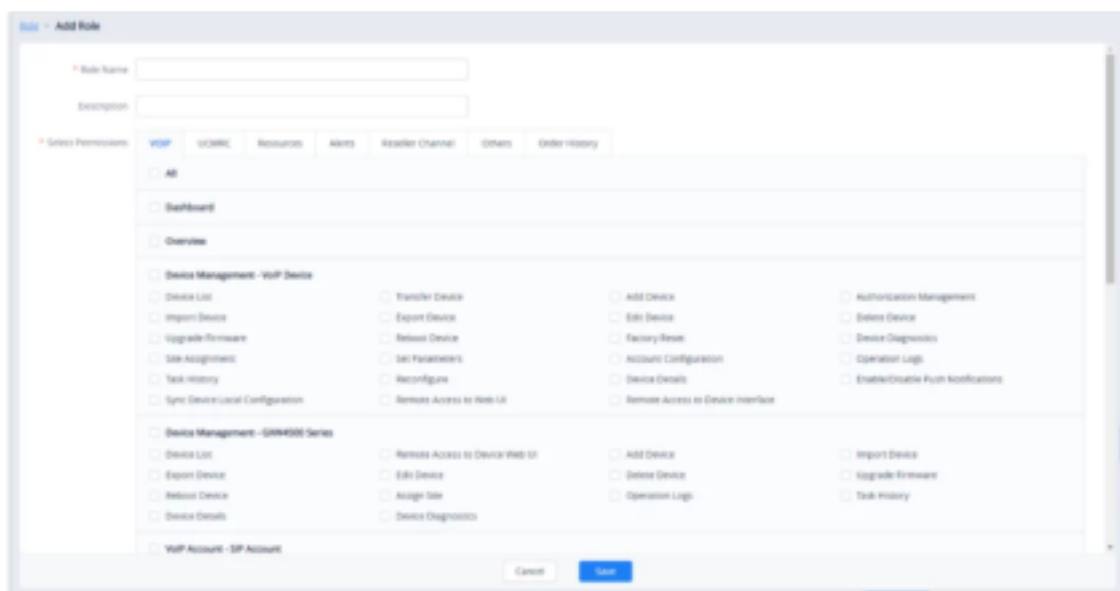 Role > Add Role
* Role Name
Description
* Select Permissions VOIP UCMRC Resources Alerts Reseller Channel Others Order History
All
Dashboard
Overview
Device Management - VoIP Device
Device List Transfer Device Add Device Authorization Management
Import Device Export Device Edit Device Delete Device
Upgrade Firmware Reboot Device Factory Reset Device Diagnostics
Site Assignment Set Parameters Account Configuration Operation Logs
Task History Reconfigure Device Details Enable/Disable Push Notifications
Sync Device Local Configuration Remote Access to Web UI Remote Access to Device Interface
Device Management - GWN4500 Series
Device List Remote Access to Device Web UI Add Device Import Device
Export Device Edit Device Delete Device Upgrade Firmware
Reboot Device Assign Site Operation Logs Task History
Device Details Device Diagnostics
VoIP Account - SIP Account
Cancel Save